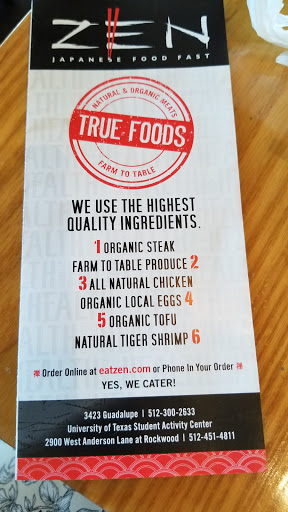 ZEN
JAPANESE FOOD FAST
NATURAL & ORGANIC MEATS
TRUE FOODS
FARM TO TABLE
WE USE THE HIGHEST
QUALITY INGREDIENTS.
1 ORGANIC STEAK
FARM TO TABLE PRODUCE 2
3 ALL NATURAL CHICKEN
ORGANIC LOCAL EGGS 4
5 ORGANIC TOFU
NATURAL TIGER SHRIMP 6
Order Online at eatzen.com or Phone In Your Order
YES, WE CATER!
3423 Guadalupe | 512-300-2633
University of Texas Student Activity Center
2900 West Anderson Lane at Rockwood | 512-451-4811